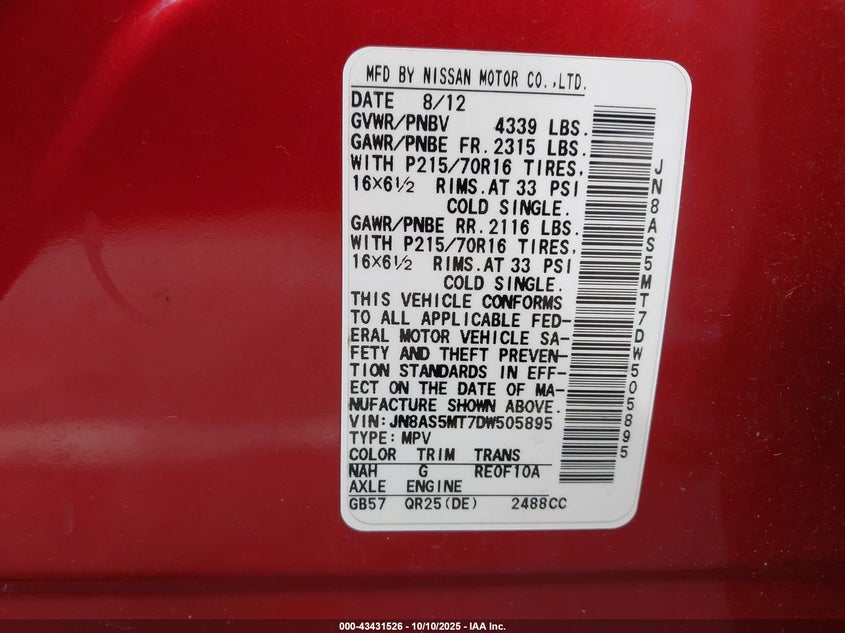 MFD BY NISSAN MOTOR CO.,LTD.
DATE 8/12
GVWR/PNBV 4339 LBS.
GAWR/PNBE FR. 2315 LBS.
WITH P215/70R16 TIRES,
16X6½ RIMS.AT 33 PSI
COLD SINGLE.
GAWR/PNBE RR. 2116 LBS.
WITH P215/70R16 TIRES,
16X6½ RIMS.AT 33 PSI
COLD SINGLE.
THIS VEHICLE CONFORMS
TO ALL APPLICABLE FED-
ERAL MOTOR VEHICLE SA-
FETY AND THEFT PREVEN-
TION STANDARDS IN EFF-
ECT ON THE DATE OF MA-
NUFACTURE SHOWN ABOVE.
VIN:JN8AS5MT7DW505895
TYPE:MPV
COLOR TRIM TRANS
NAH G RE0F10A
AXLE ENGINE
GB57 QR25(DE) 2488CC
JN8AS5MT7DW505895
000-43431526 - 10/10/2025 - IAA Inc.